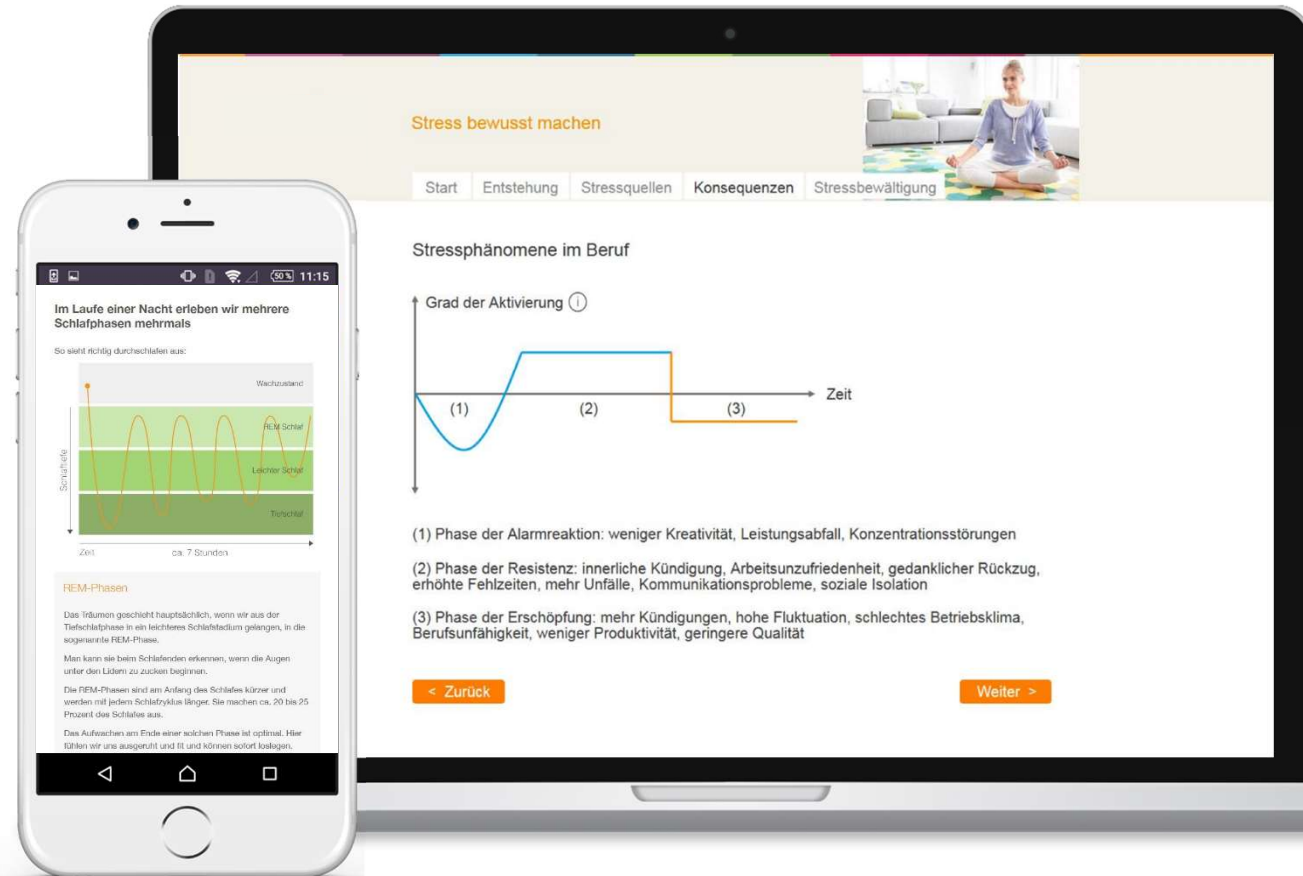 Stress bewusst machen
Start Entstehung Stressquellen Konsequenzen Stressbewältigung
Stressphänomene im Beruf
Grad der Aktivierung i
Zeit
(1) (2) (3)
(1) Phase der Alarmreaktion: weniger Kreativität, Leistungsabfall, Konzentrationsstörungen
(2) Phase der Resistenz: innerliche Kündigung, Arbeitsunzufriedenheit, gedanklicher Rückzug,
erhöhte Fehlzeiten, mehr Unfälle, Kommunikationsprobleme, soziale Isolation
(3) Phase der Erschöpfung: mehr Kündigungen, hohe Fluktuation, schlechtes Betriebsklima,
Berufsunfähigkeit, weniger Produktivität, geringere Qualität
< Zurück Weiter >
50 % 11:15
Im Laufe einer Nacht erleben wir mehrere
Schlafphasen mehrmals
So sieht richtig durchschlafen aus:
Wachzustand
REM Schlaf
Leichter Schlaf
Tiefschlaf
Schlaftiefe
Zeit ca. 7 Stunden
REM-Phasen
Das Träumen geschieht hauptsächlich, wenn wir aus der
Tiefschlafphase in ein leichteres Schlafstadium gelangen, in die
sogenannte REM-Phase.
Man kann sie beim Schlafenden erkennen, wenn die Augen
unter den Lidern zu zucken beginnen.
Die REM-Phasen sind am Anfang des Schlafes kürzer und
werden mit jedem Schlafzyklus länger. Sie machen ca. 20 bis 25
Prozent des Schlafes aus.
Das Aufwachen am Ende einer solchen Phase ist optimal. Hier
fühlen wir uns ausgeruht und fit und können sofort loslegen.